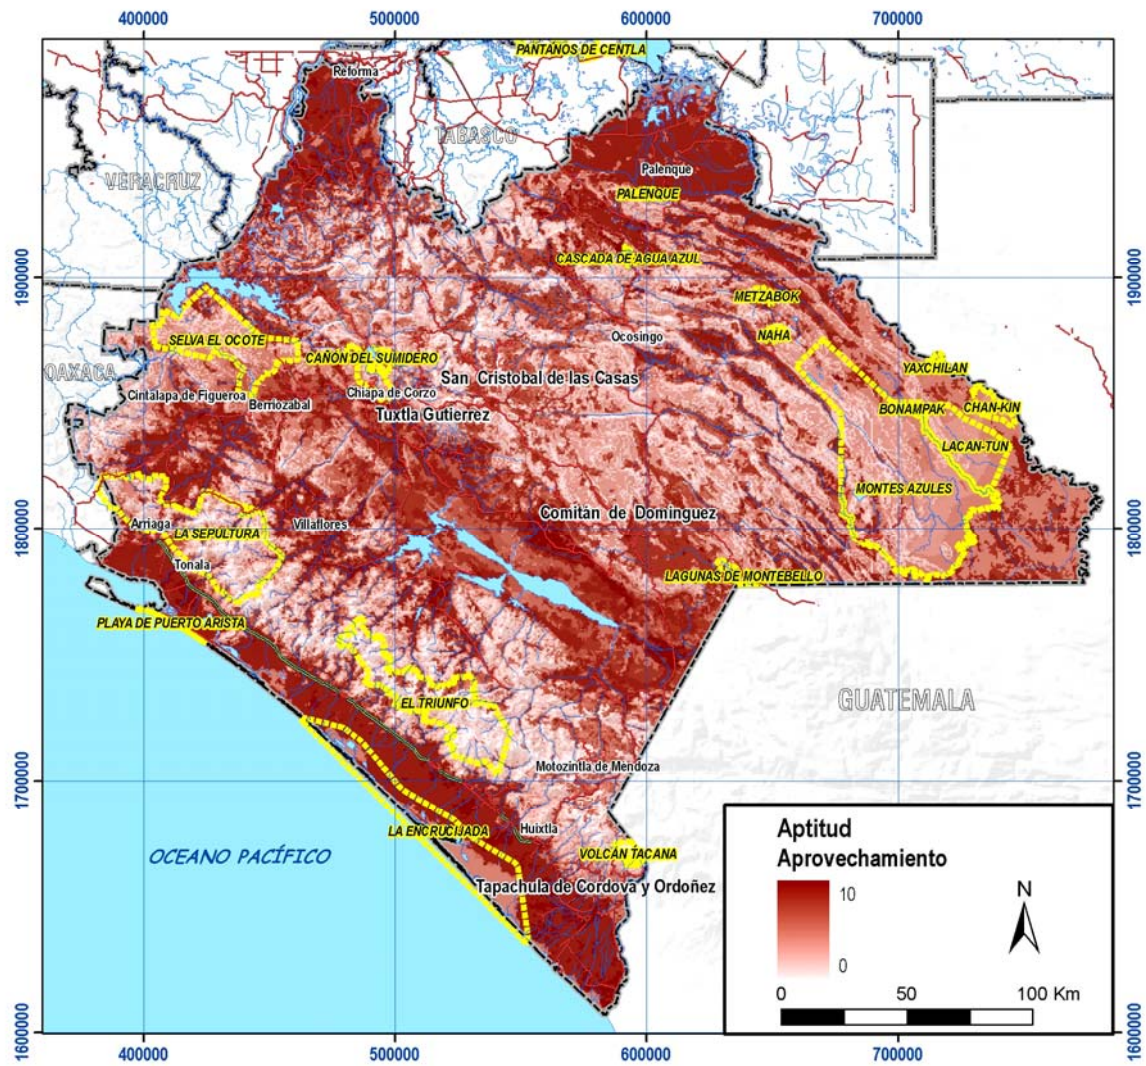 400000
500000
600000
700000
PANTANOS DE CENTLA
Reforma
TABASCO
VERACRUZ
Palenque
PALENQUE
CASCADA DE AGUA AZUL
1900000
1900000
METZABOK
NAHA
SELVA EL OCOTE
Ocosingo
CAÑON DEL SUMIDERO
YAXCHILAN
OAXACA
San Cristobal de las Casas
Cintalapa de Figueroa
Chiapa de Corzo
Berriozabal
Tuxtla Gutierrez
BONAMPAK
CHAN-KIN
LACAN-TUN
MONTES AZULES
Comitán de Domínguez
Arriaga
LA SEPULTURA
Villaflores
1800000
1800000
Tonala
LAGUNAS DE MONTEBELLO
PLAYA DE PUERTO ARISTA
EL TRIUNFO
GUATEMALA
Motozintla de Mendoza
1700000
1700000
Huixtla
LA ENCRUCIJADA
VOLCÁN TACANA
OCEANO PACÍFICO
Tapachula de Cordova y Ordoñez
Aptitud
Aprovechamiento
10
0
N
0
50
100 Km
1600000
1600000
400000
500000
600000
700000